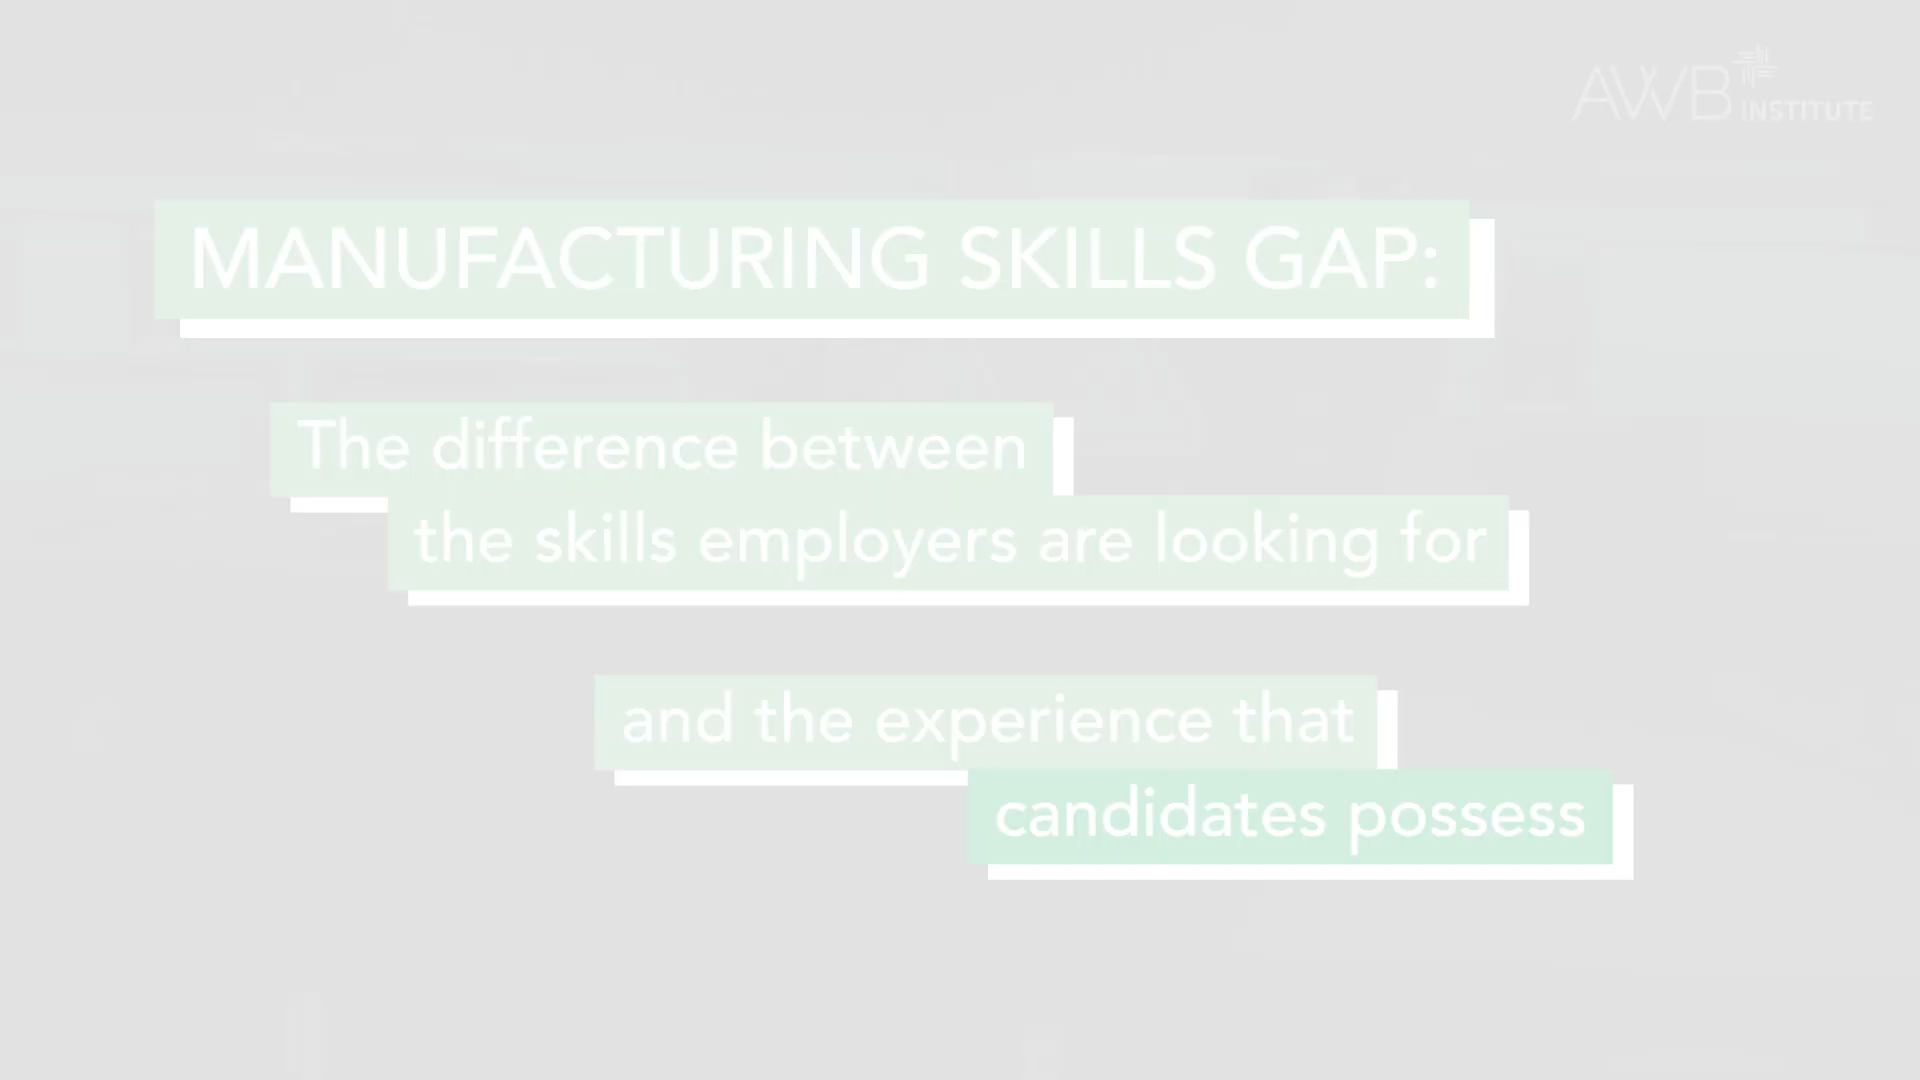 AWB INSTITUTE
MANUFACTURING SKILLS GAP:
The difference between
the skills employers are looking for
and the experience that
candidates possess